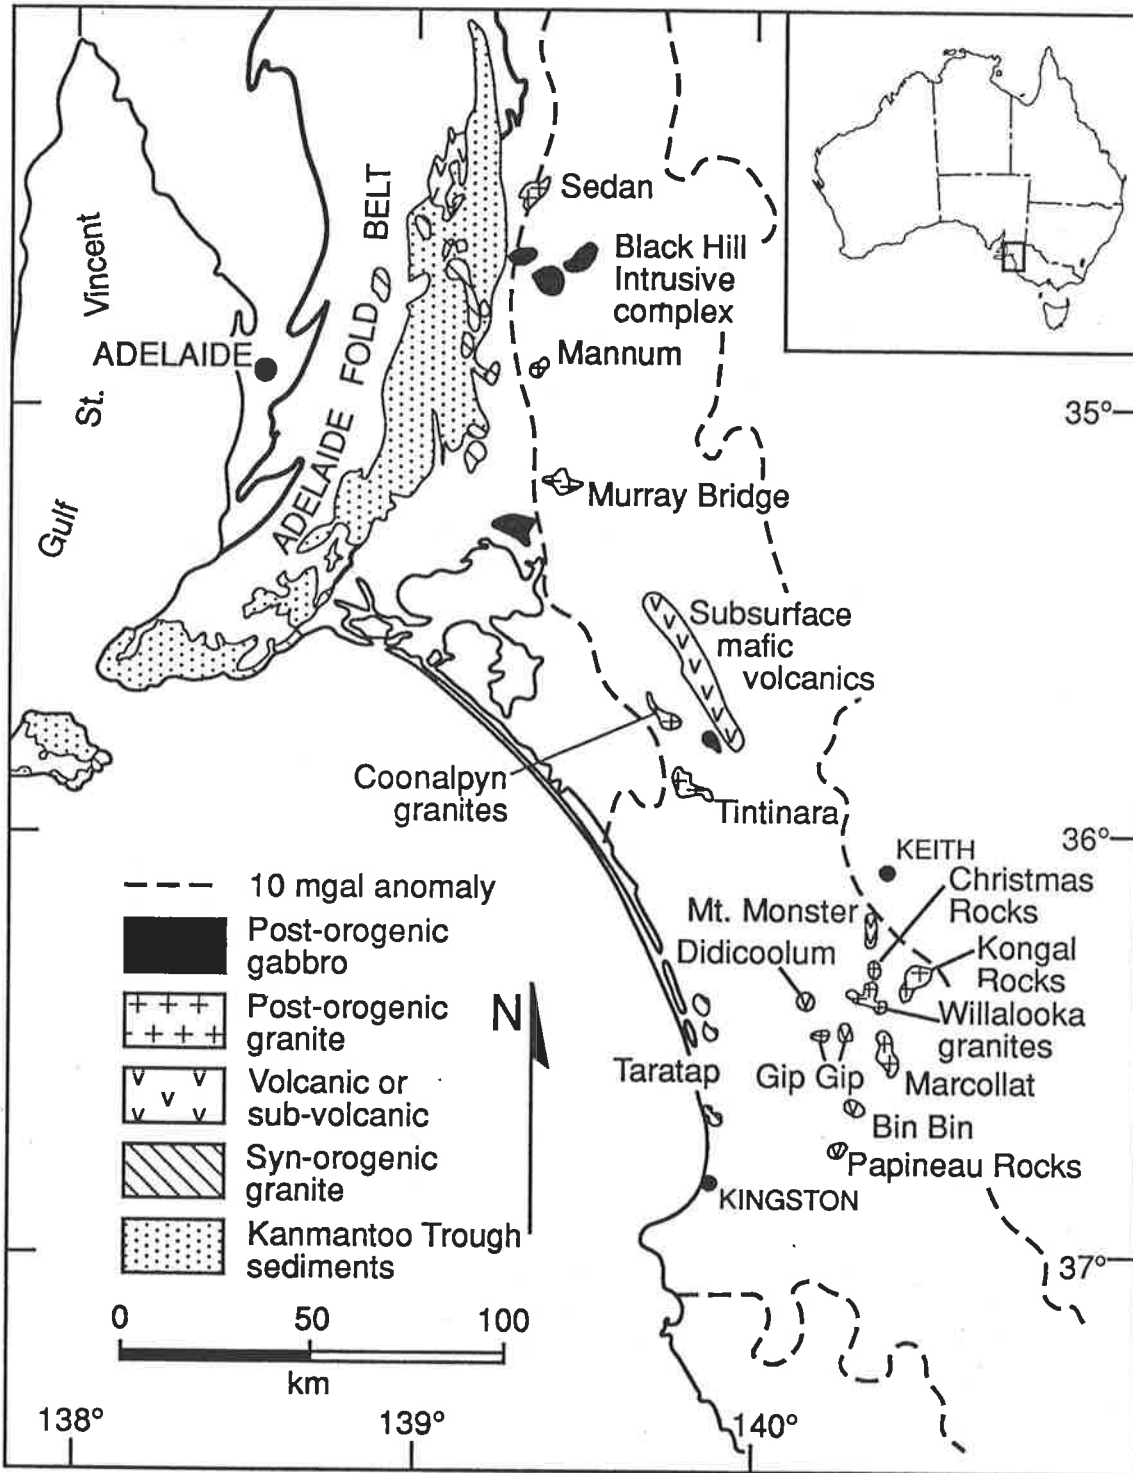 Sedan
Black Hill
Intrusive
complex
Mannum
Gulf St. Vincent
ADELAIDE
ADELAIDE FOLD BELT
35°
Murray Bridge
Subsurface
mafic
volcanics
Coonalpyn
granites
Tintinara
36°
KEITH
Christmas
Rocks
Mt. Monster
Didicoolum
Kongal
Rocks
Willalooka
granites
Taratap
Gip Gip
Marcollat
Bin Bin
Papineau Rocks
KINGSTON
37°
10 mgal anomaly
Post-orogenic
gabbro
Post-orogenic
granite
Volcanic or
sub-volcanic
Syn-orogenic
granite
Kanmantoo Trough
sediments
N
0 50 100
km
138° 139° 140°